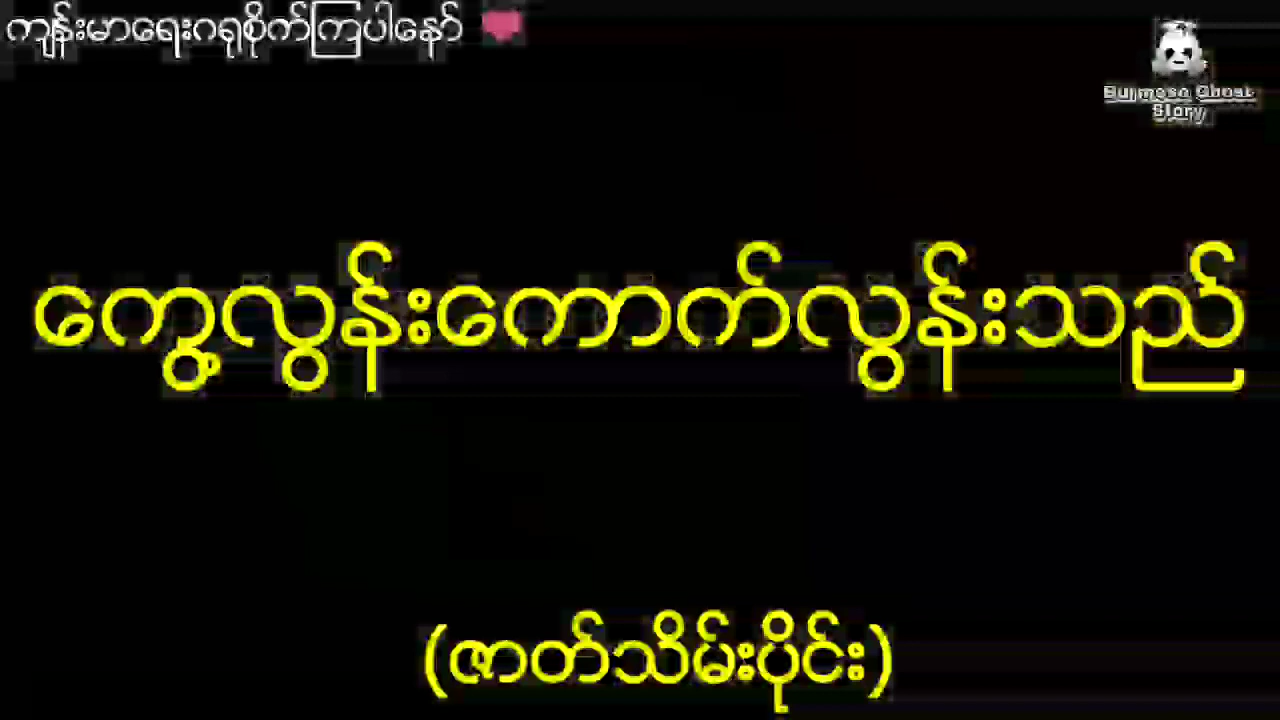 ကျန်းမာရေးဂရုစိုက်ကြပါနော်
Burmese Ghost
Story
ကွေ့လွန်းကောက်လွန်းသည်
(ဇာတ်သိမ်းပိုင်း)